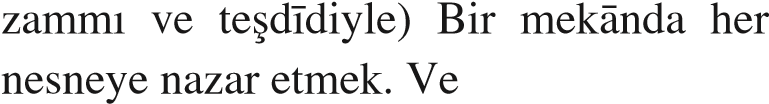 zammı ve teşdīdiyle) Bir mekānda her
nesneye nazar etmek. Ve